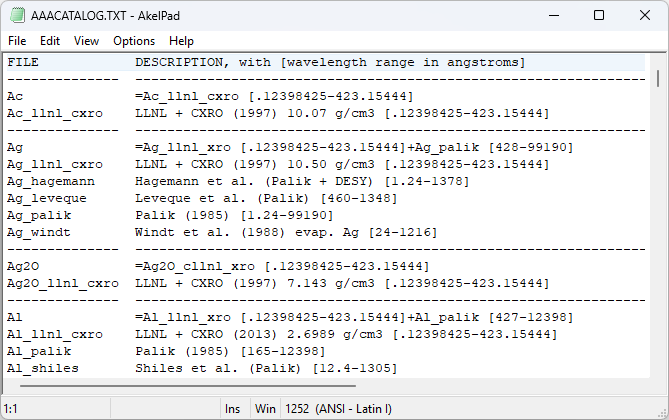 AAACATALOG.TXT - AkelPad
File Edit View Options Help
FILE DESCRIPTION, with [wavelength range in angstroms]
Ac =Ac_llnl_cxro [.12398425-423.15444]
Ac_llnl_cxro LLNL + CXRO (1997) 10.07 g/cm3 [.12398425-423.15444]
Ag =Ag_llnl_xro [.12398425-423.15444]+Ag_palik [428-99190]
Ag_llnl_cxro LLNL + CXRO (1997) 10.50 g/cm3 [.12398425-423.15444]
Ag_hagemann Hagemann et al. (Palik + DESY) [1.24-1378]
Ag_leveque Leveque et al. (Palik) [460-1348]
Ag_palik Palik (1985) [1.24-99190]
Ag_windt Windt et al. (1988) evap. Ag [24-1216]
Ag2O =Ag2O_cllnl_xro [.12398425-423.15444]
Ag2O_llnl_cxro LLNL + CXRO (1997) 7.143 g/cm3 [.12398425-423.15444]
Al =Al_llnl_xro [.12398425-423.15444]+Al_palik [427-12398]
Al_llnl_cxro LLNL + CXRO (2013) 2.6989 g/cm3 [.12398425-423.15444]
Al_palik Palik (1985) [165-12398]
Al_shiles Shiles et al. (Palik) [12.4-1305]
1:1 Ins Win 1252 (ANSI - Latin I)